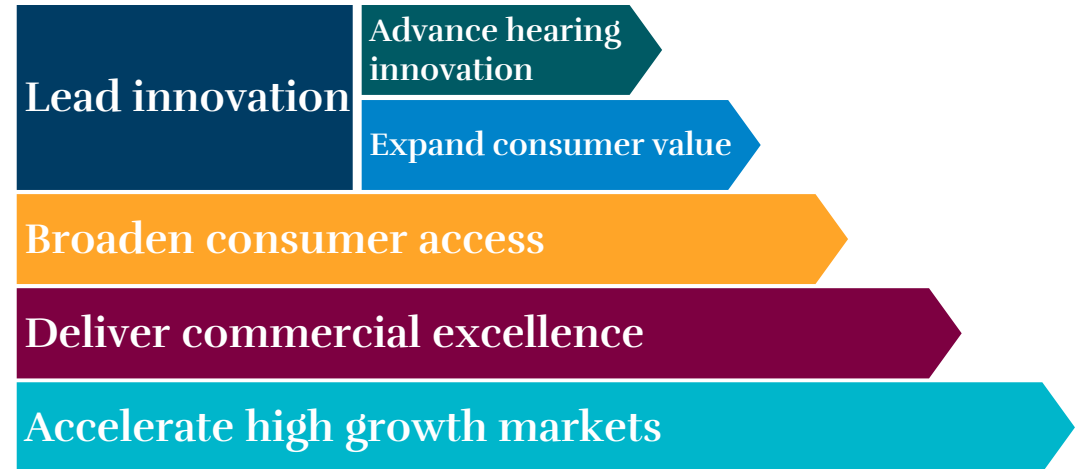 Lead innovation
Advance hearing
innovation
Expand consumer value
Broaden consumer access
Deliver commercial excellence
Accelerate high growth markets